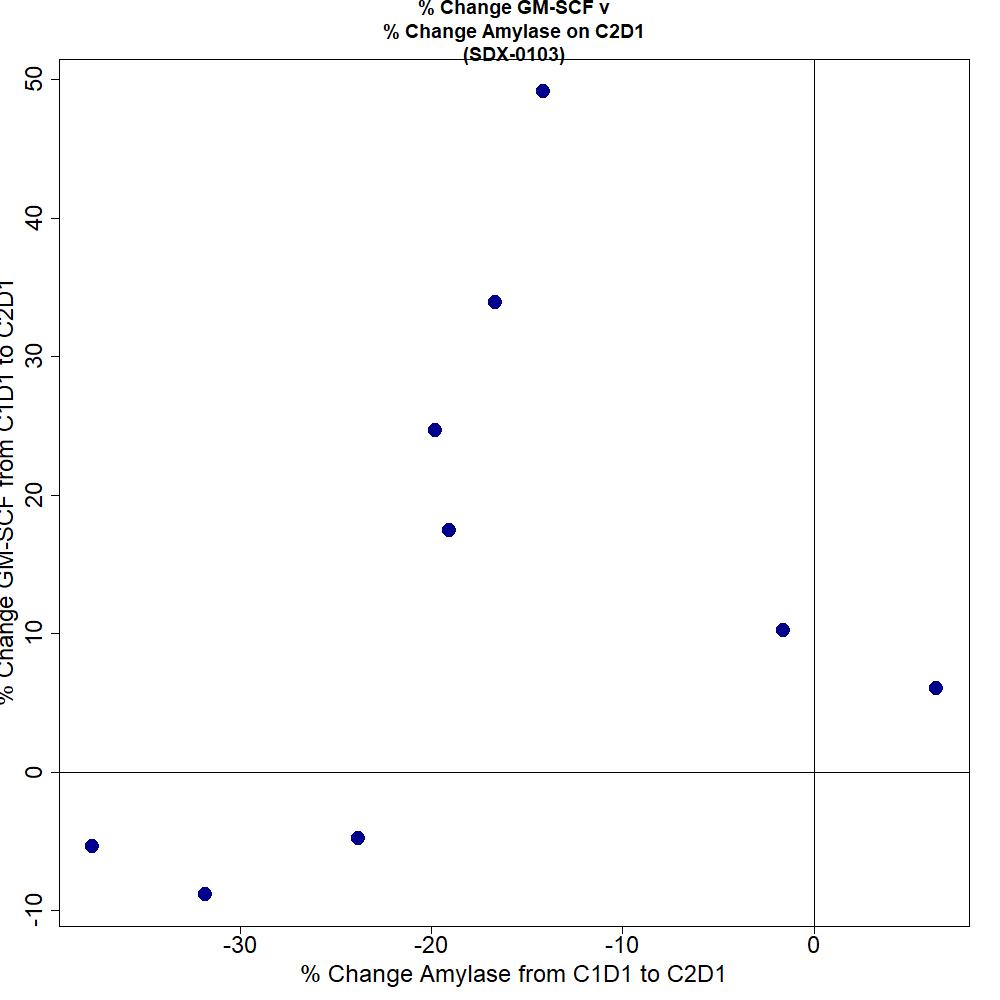 % Change GM-SCF v
% Change Amylase on C2D1
(SDX-0103)
50
40
30
20
10
0
-10
% Change GM-SCF from C1D1 to C2D1
-30
-20
-10
0
% Change Amylase from C1D1 to C2D1